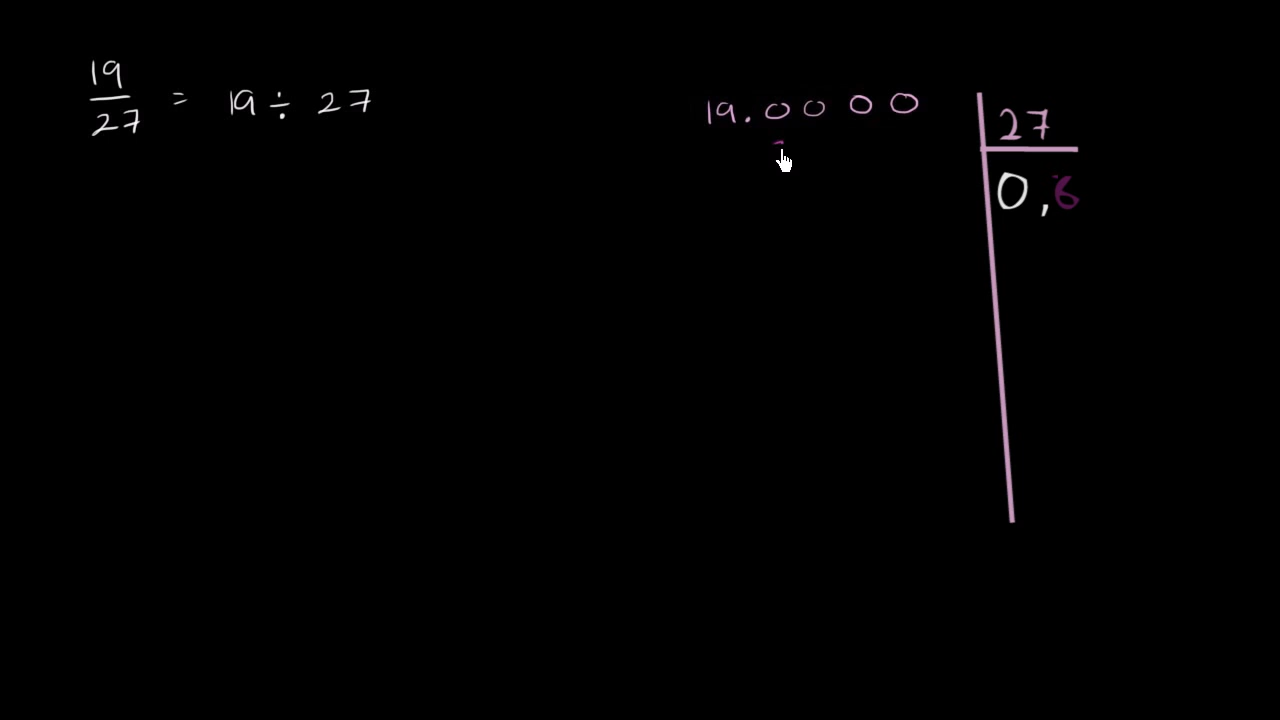 19/27 = 19 ÷ 27
19.0000 27
0,6